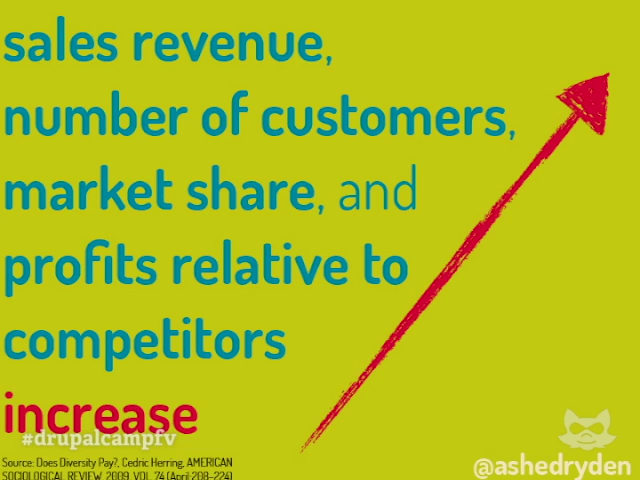 sales revenue,
number of customers,
market share, and
profits relative to
competitors
increase
#drupalcampfv
Source: Does Diversity Pay?, Cedric Herring, AMERICAN
SOCIOLOGICAL REVIEW, 2009, VOL. 74 (April:208–224)
@ashedryden